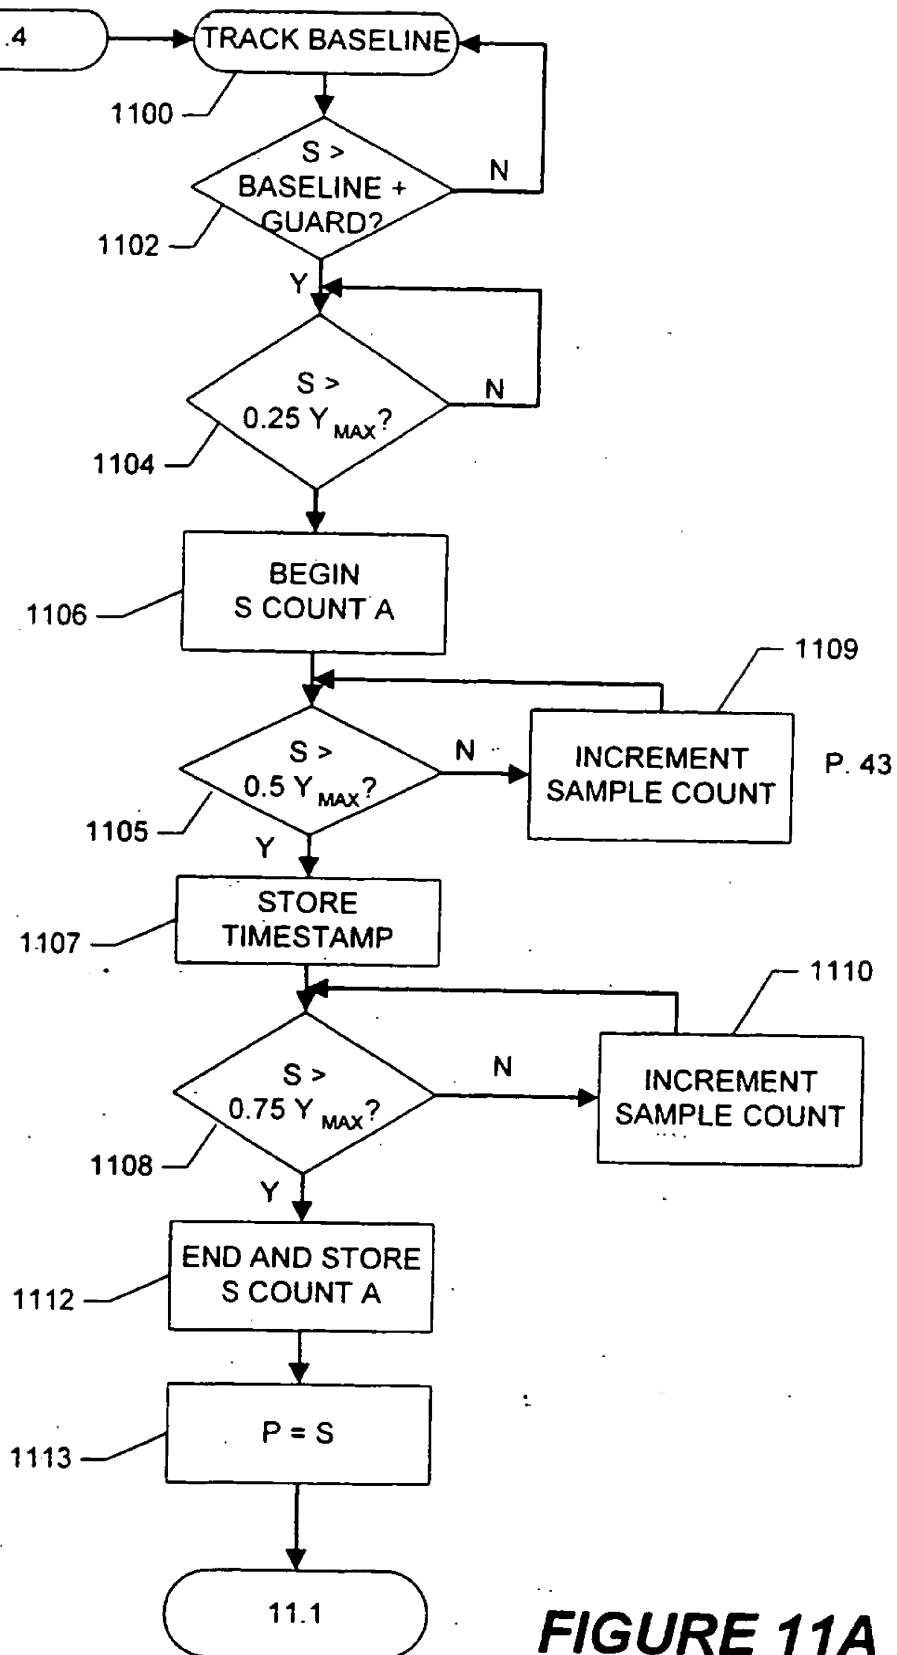 .4
TRACK BASELINE
1100
S >
BASELINE +
GUARD?
N
1102
Y
S >
0.25 Y MAX?
N
1104
BEGIN
S COUNT A
1106
1109
S >
0.5 Y MAX?
N
INCREMENT
SAMPLE COUNT
P. 43
1105
Y
STORE
TIMESTAMP
1107
1110
S >
0.75 Y MAX?
N
INCREMENT
SAMPLE COUNT
1108
Y
END AND STORE
S COUNT A
1112
P = S
1113
11.1
FIGURE 11A